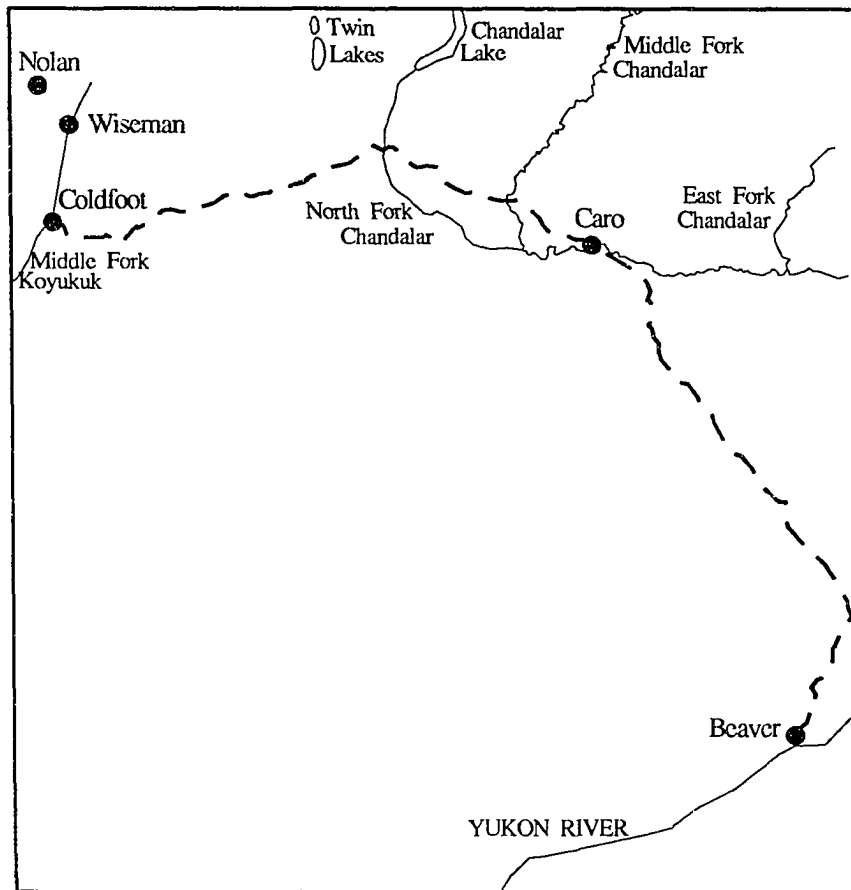 Twin
Lakes
Chandalar
Lake
Middle Fork
Chandalar
Nolan
Wiseman
Coldfoot
North Fork
Chandalar
Caro
East Fork
Chandalar
Middle Fork
Koyukuk
Beaver
YUKON RIVER